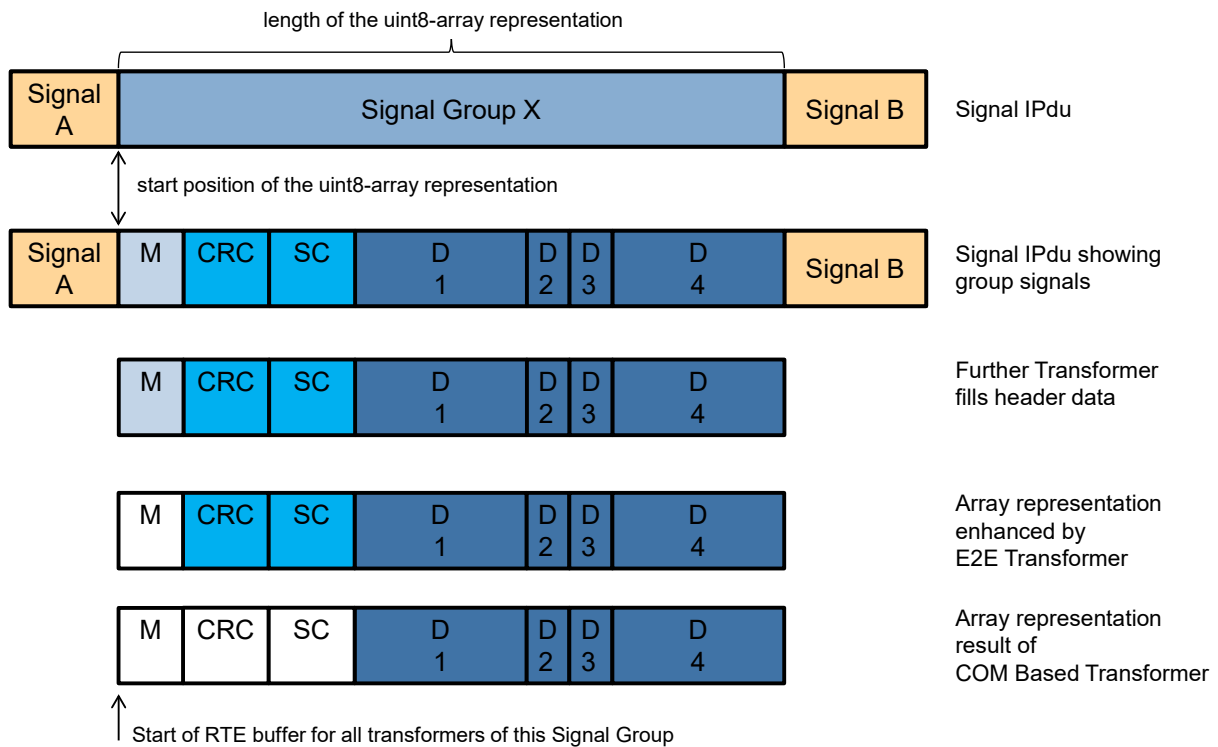 length of the uint8-array representation
Signal
A
Signal Group X
Signal B
Signal IPdu
start position of the uint8-array representation
Signal
A
M
CRC
SC
D
1
D
2
D
3
D
4
Signal B
Signal IPdu showing
group signals
M
CRC
SC
D
1
D
2
D
3
D
4
Further Transformer
fills header data
M
CRC
SC
D
1
D
2
D
3
D
4
Array representation
enhanced by
E2E Transformer
M
CRC
SC
D
1
D
2
D
3
D
4
Array representation
result of
COM Based Transformer
Start of RTE buffer for all transformers of this Signal Group